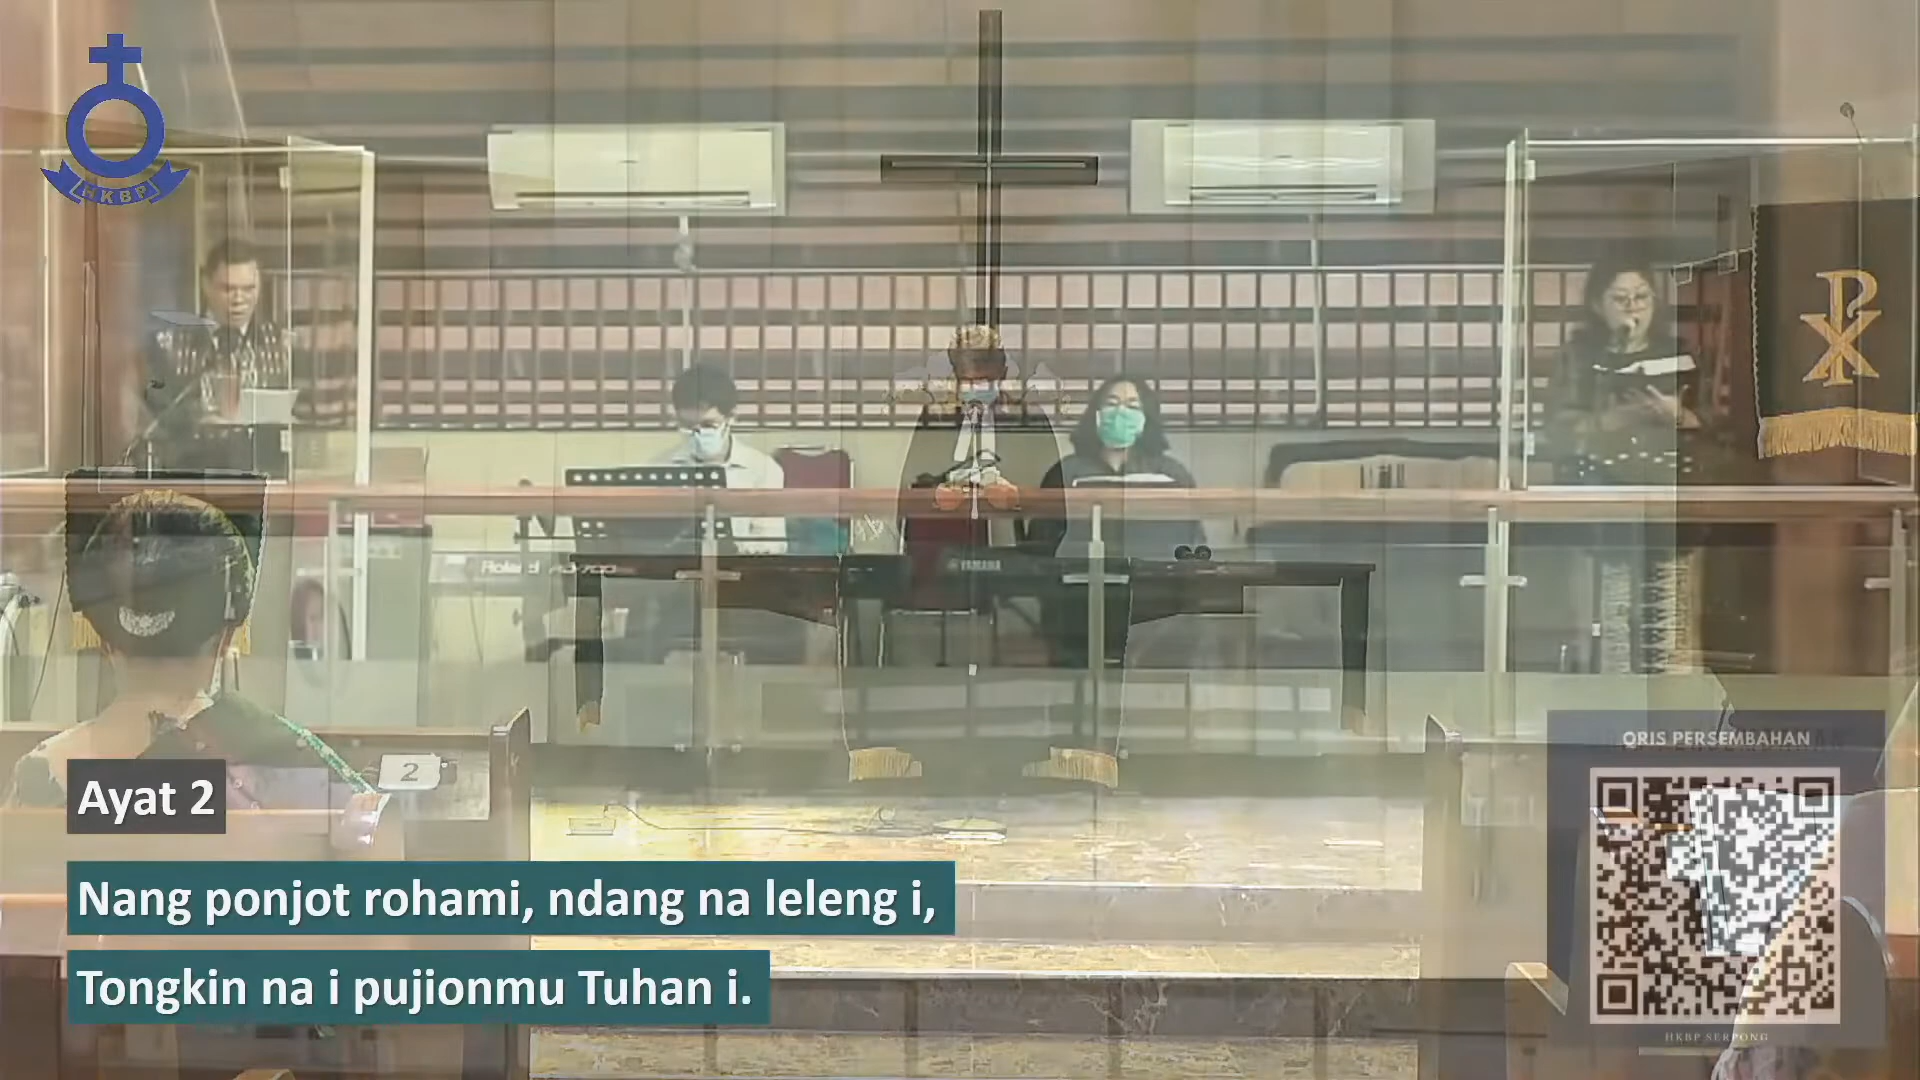 HKBP
Roland
YAMAHA
2
QRIS PERSEMBAHAN
HKBP SERPONG
Ayat 2
Nang ponjot rohami, ndang na leleng i,
Tongkin na i pujionmu Tuhan i.